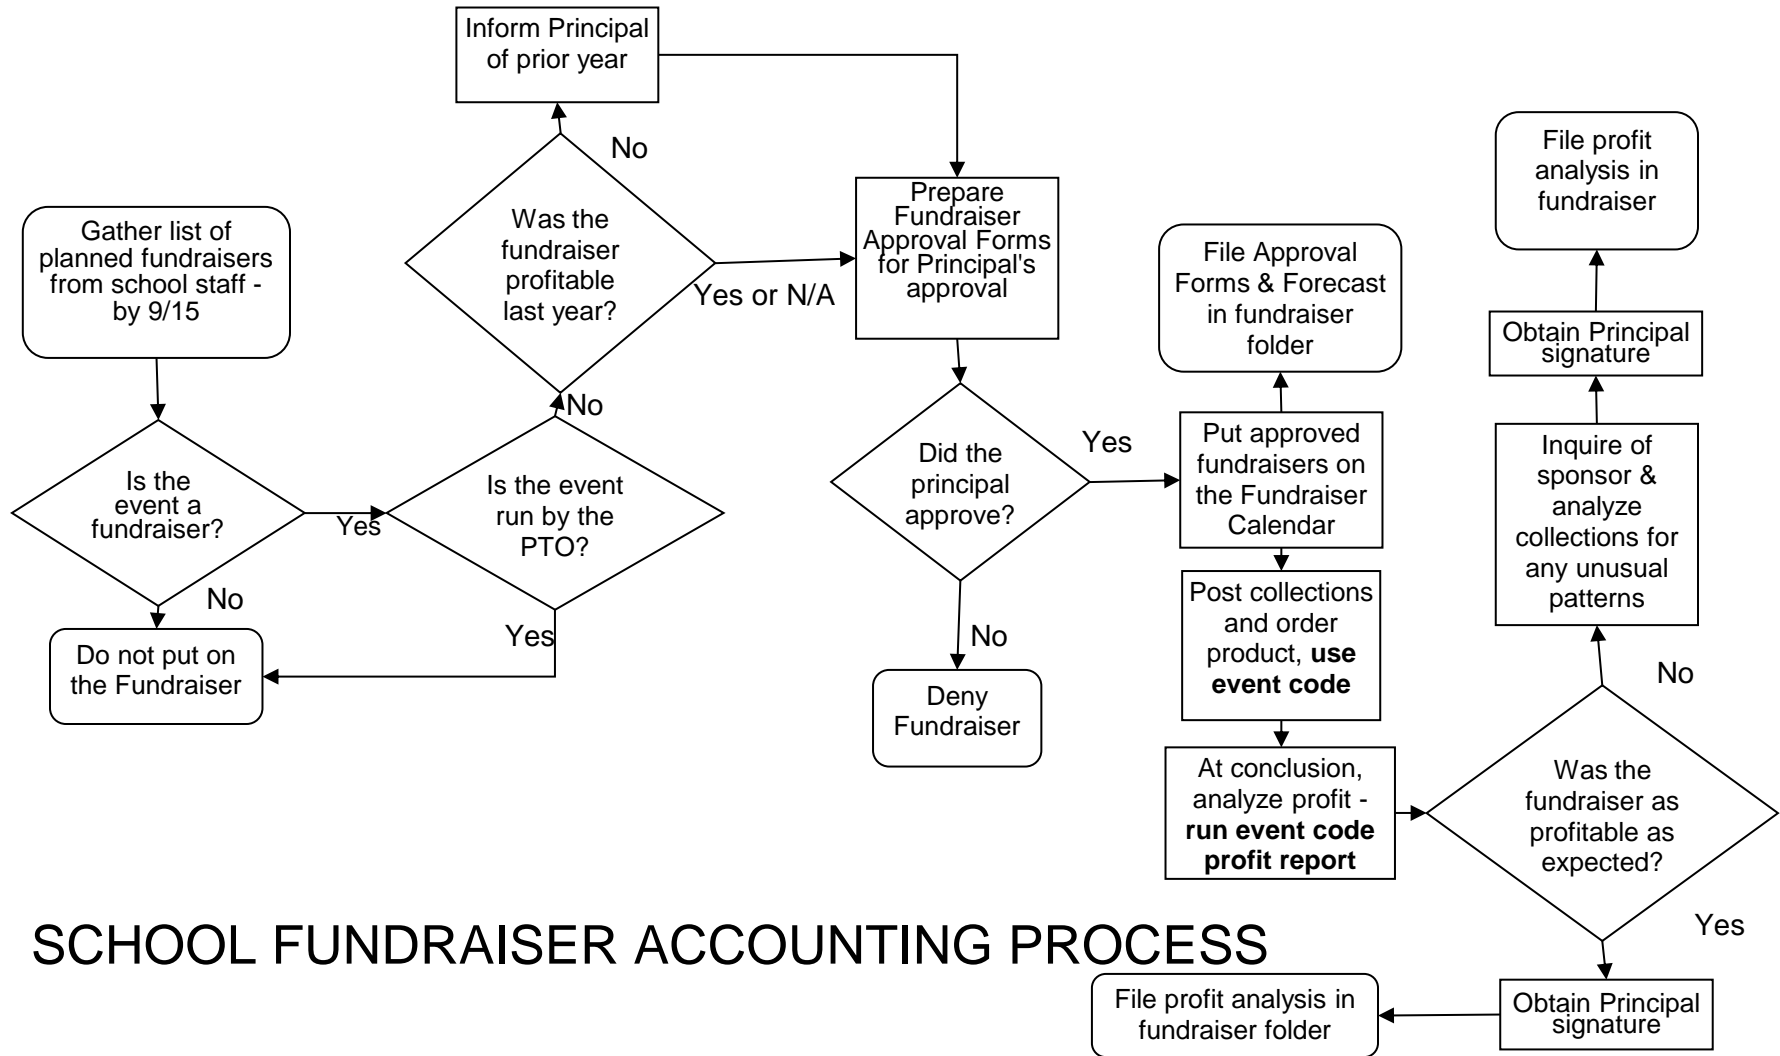 Inform Principal
of prior year
No
Was the
fundraiser
profitable
last year?
Yes or N/A
Gather list of
planned fundraisers
from school staff -
by 9/15
Is the
event a
fundraiser?
Yes
No
Do not put on
the Fundraiser
No
Is the event
run by the
PTO?
Yes
Prepare
Fundraiser
Approval Forms
for Principal's
approval
Did the
principal
approve?
Yes
No
Deny
Fundraiser
File Approval
Forms & Forecast
in fundraiser
folder
Put approved
fundraisers on
the Fundraiser
Calendar
Post collections
and order
product, use
event code
At conclusion,
analyze profit -
run event code
profit report
File profit
analysis in
fundraiser
Obtain Principal
signature
Inquire of
sponsor &
analyze
collections for
any unusual
patterns
No
Was the
fundraiser as
profitable as
expected?
Yes
Obtain Principal
signature
File profit analysis in
fundraiser folder
SCHOOL FUNDRAISER ACCOUNTING PROCESS